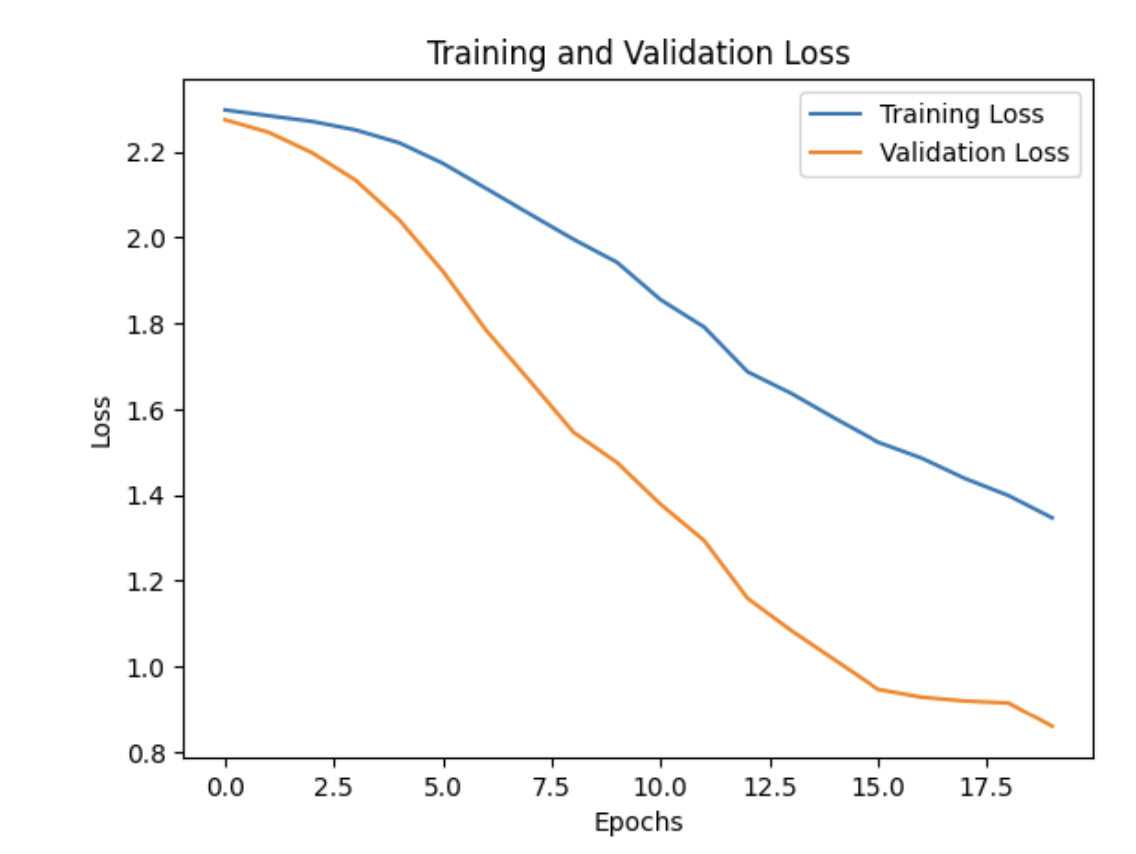 Training and Validation Loss
Training Loss
Validation Loss
2.2
2.0
1.8
1.6
1.4
1.2
1.0
0.8
Loss
0.0 2.5 5.0 7.5 10.0 12.5 15.0 17.5
Epochs